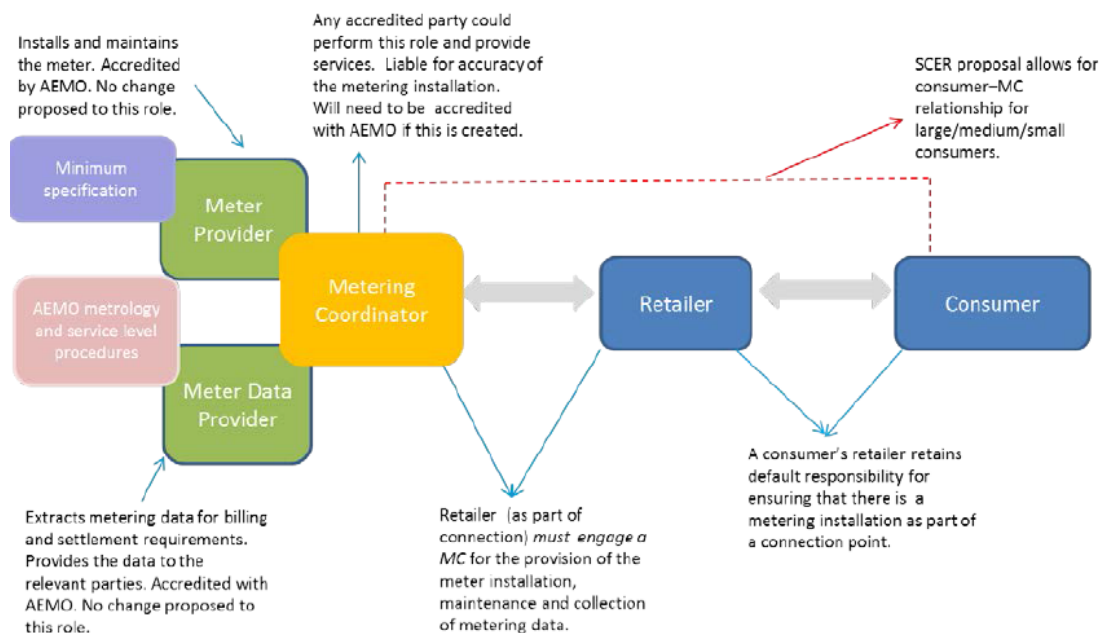 Installs and maintains
the meter. Accredited
by AEMO. No change
proposed to this role.
Any accredited party could
perform this role and provide
services. Liable for accuracy of
the metering installation.
Will need to be accredited
with AEMO if this is created.
SCER proposal allows for
consumer–MC
relationship for
large/medium/small
consumers.
Minimum
specification
Meter
Provider
AEMO metrology
and service level
procedures
Meter Data
Provider
Metering
Coordinator
Retailer
Consumer
Extracts metering data for billing
and settlement requirements.
Provides the data to the
relevant parties. Accredited with
AEMO. No change proposed to
this role.
Retailer (as part of
connection) must engage a
MC for the provision of the
meter installation,
maintenance and collection
of metering data.
A consumer's retailer retains
default responsibility for
ensuring that there is a
metering installation as part of
a connection point.